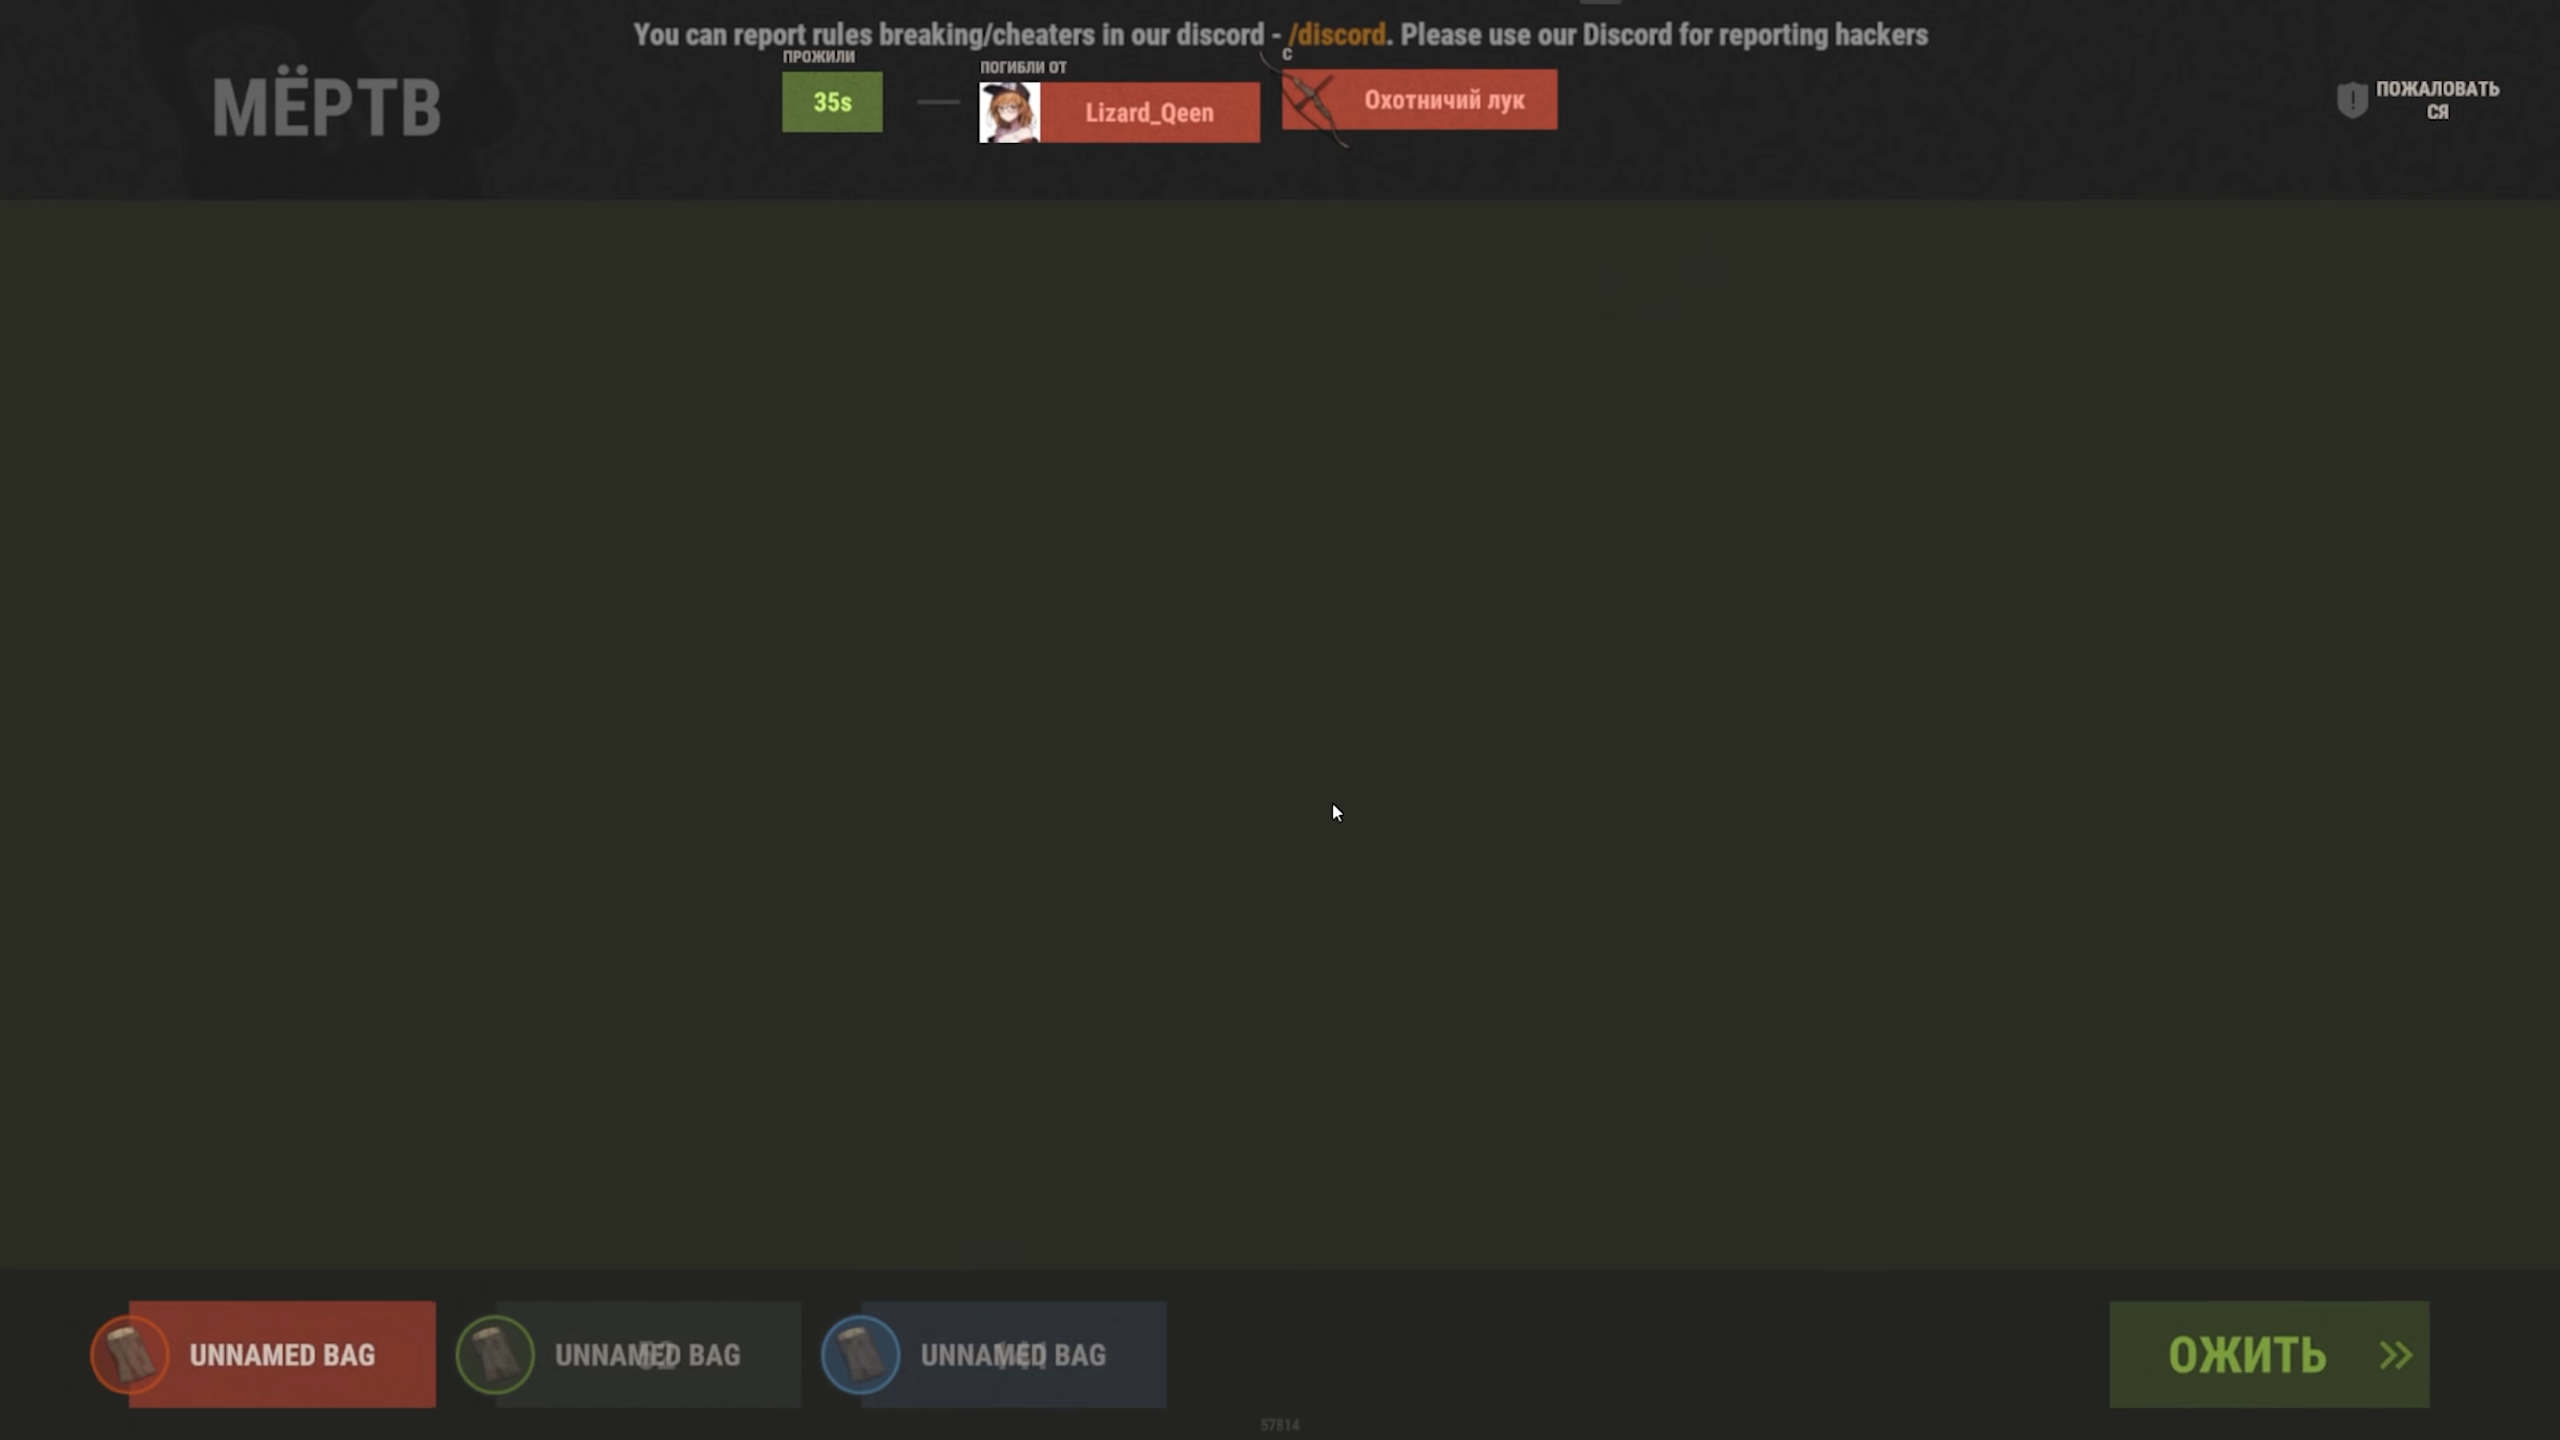 You can report rules breaking/cheaters in our discord - /discord. Please use our Discord for reporting hackers
МЁРТВ
ПРОЖИЛИ
35s
ПОГИБЛИ ОТ
Lizard_Qeen
С
Охотничий лук
ПОЖАЛОВАТЬ
СЯ
UNNAMED BAG
UNNAMED BAG
UNNAMED BAG
ОЖИТЬ
57814